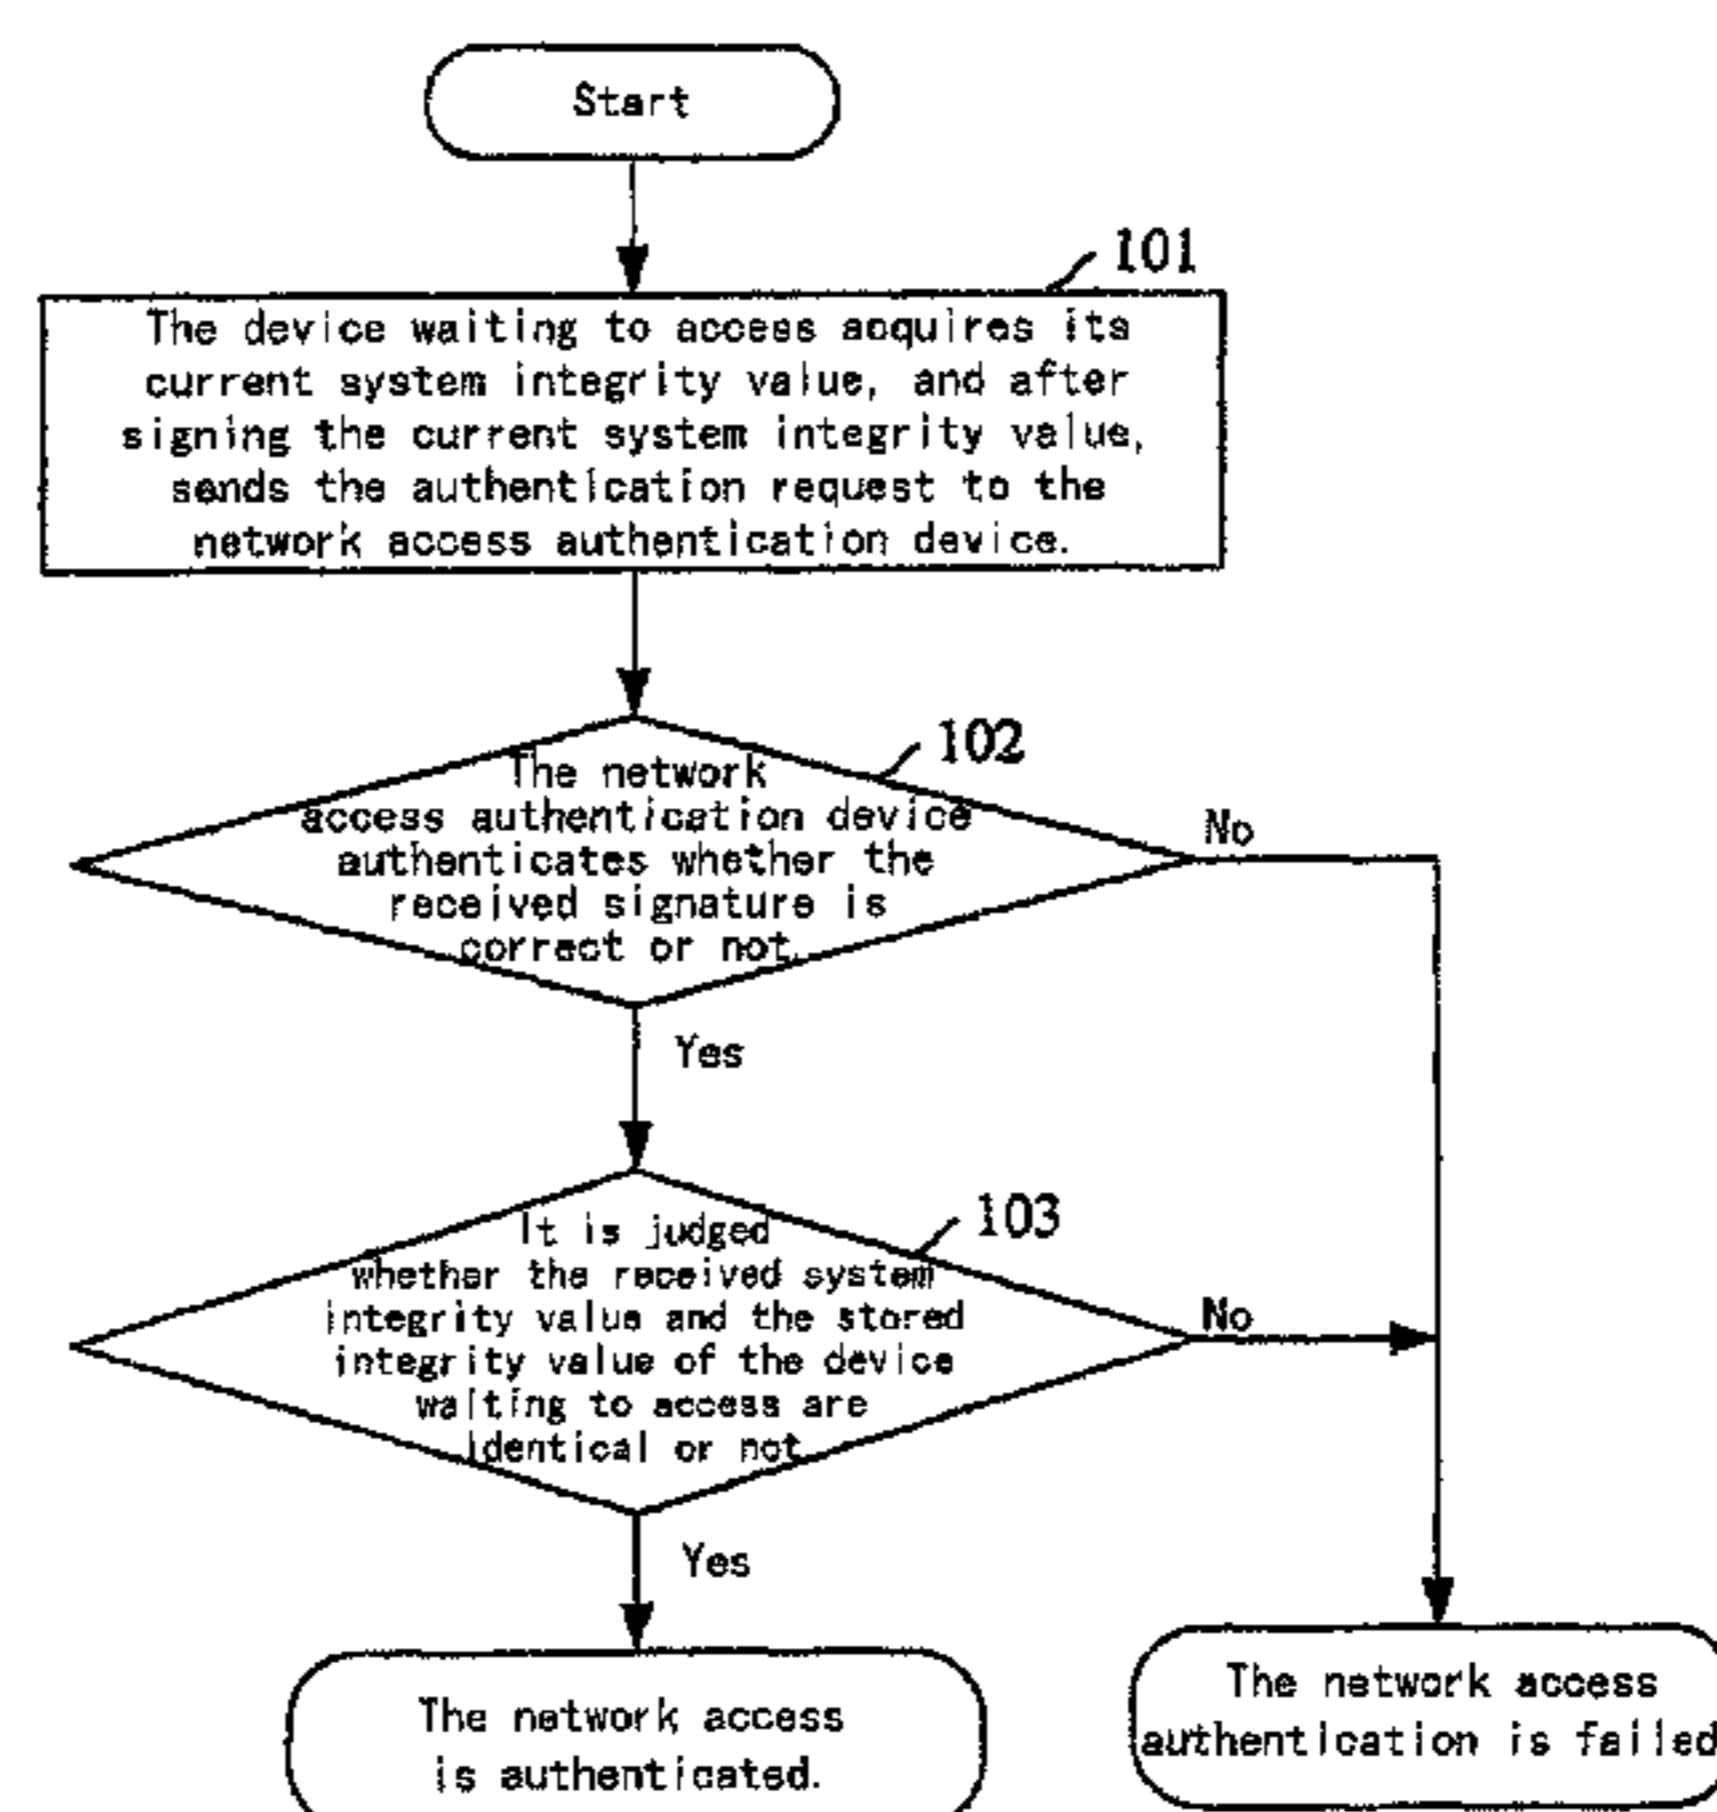 Start
101
The device waiting to access acquires its
current system integrity value, and after
signing the current system integrity value,
sends the authentication request to the
network access authentication device.
102
The network
access authentication device
authenticates whether the
received signature is
correct or not.
No
Yes
103
It is judged
whether the received system
integrity value and the stored
integrity value of the device
waiting to access are
identical or not
No
Yes
The network access
is authenticated.
The network access
authentication is failed